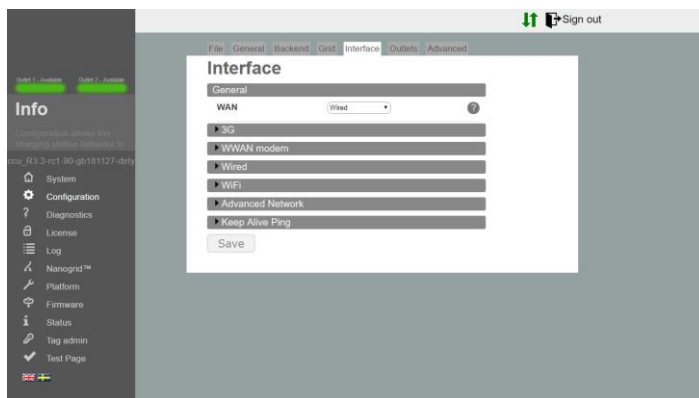 Sign out
File General Backend Grid Interface Outlets Advanced
Interface
General
WAN Wired ?
3G
WWAN modem
Wired
WiFi
Advanced Network
Keep Alive Ping
Save
Outlet 1 - Available Outlet 2 - Available
Info
Configuration allows the
charging station behavior to
ccu_R3.3-rc1-90-gb181127-dirty
System
Configuration
Diagnostics
License
Log
Nanogrid™
Platform
Firmware
Status
Tag admin
Test Page